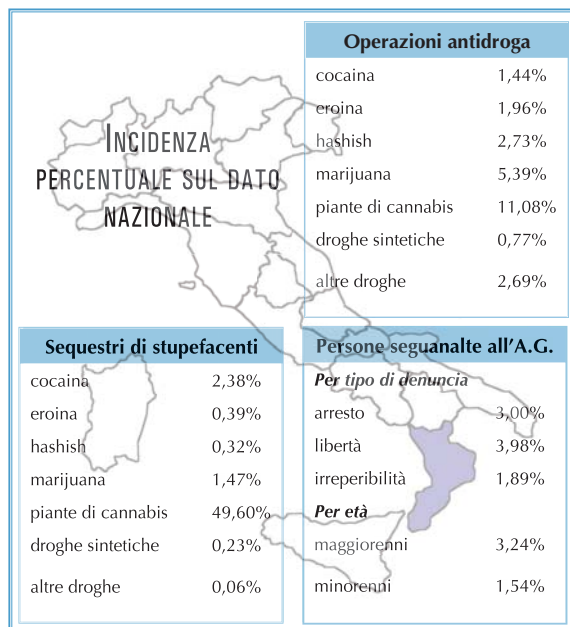 INCIDENZA
PERCENTUALE SUL DATO
NAZIONALE
Operazioni antidroga
cocaina 1,44%
eroina 1,96%
hashish 2,73%
marijuana 5,39%
piante di cannabis 11,08%
droghe sintetiche 0,77%
altre droghe 2,69%
Sequestri di stupefacenti
cocaina 2,38%
eroina 0,39%
hashish 0,32%
marijuana 1,47%
piante di cannabis 49,60%
droghe sintetiche 0,23%
altre droghe 0,06%
Persone seguanalte all'A.G.
Per tipo di denuncia
arresto 3,00%
libertà 3,98%
irreperibilità 1,89%
Per età
maggiorenni 3,24%
minorenni 1,54%